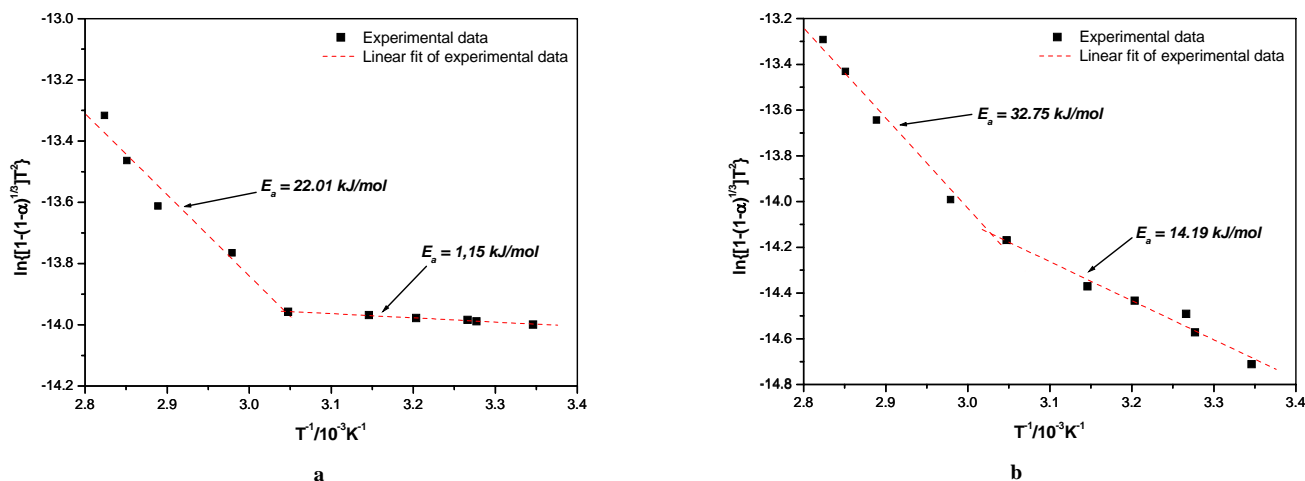 -13.0
-13.2
-13.4
-13.6
-13.8
-14.0
-14.2
ln{[1-(1-α)^1/3]T^2}
Experimental data
Linear fit of experimental data
E_a = 22.01 kJ/mol
E_a = 1,15 kJ/mol
2.8 2.9 3.0 3.1 3.2 3.3 3.4
T^-1/10^-3K^-1
a
-13.2
-13.4
-13.6
-13.8
-14.0
-14.2
-14.4
-14.6
-14.8
ln{[1-(1-α)^1/3]T^2}
Experimental data
Linear fit of experimental data
E_a = 32.75 kJ/mol
E_a = 14.19 kJ/mol
2.8 2.9 3.0 3.1 3.2 3.3 3.4
T^-1/10^-3K^-1
b